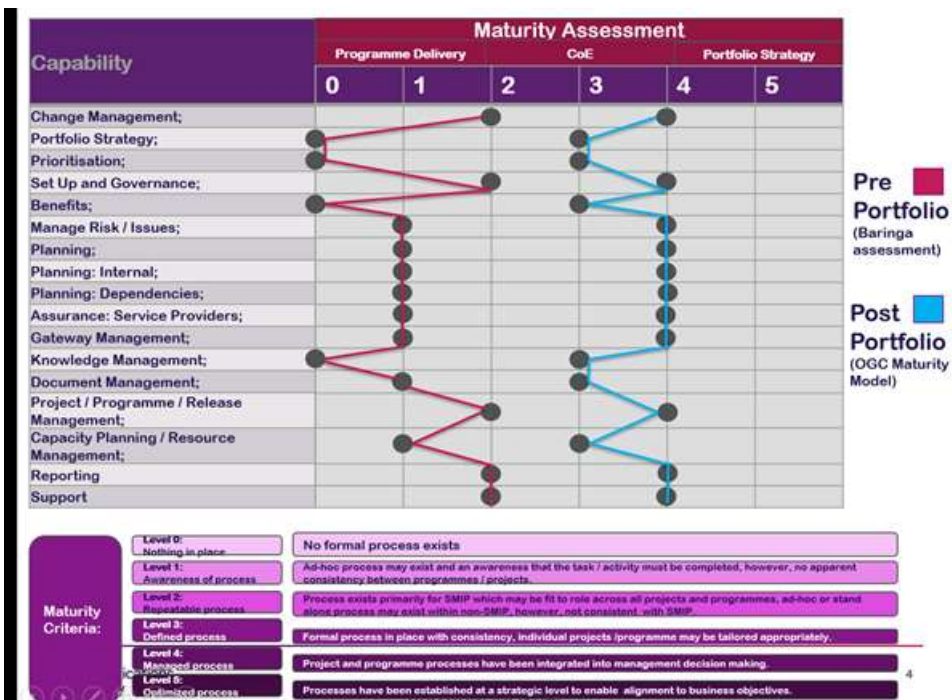 Maturity Assessment
Capability
Programme Delivery
CoE
Portfolio Strategy
0 1 2 3 4 5
Change Management;
Portfolio Strategy;
Prioritisation;
Set Up and Governance;
Benefits;
Manage Risk / Issues;
Planning;
Planning: Internal;
Planning: Dependencies;
Assurance: Service Providers;
Gateway Management;
Knowledge Management;
Document Management;
Project / Programme / Release
Management;
Capacity Planning / Resource
Management;
Reporting
Support
Pre
Portfolio
(Baringa
assessment)
Post
Portfolio
(OGC Maturity
Model)
Maturity
Criteria:
Level 0:
Nothing in place
No formal process exists
Level 1:
Awareness of process
Ad-hoc process may exist and an awareness that the task / activity must be completed, however, no apparent
consistency between programmes / projects.
Level 2:
Repeatable process
Process exists primarily for SMIP which may be fit to role across all projects and programmes, ad-hoc or stand
along process may exist within non-SMIP, however, not consistent with SMIP.
Level 3:
Defined process
Formal process in place with consistency, individual projects /programme may be tailored appropriately.
Level 4:
Managed process
Project and programme processes have been integrated into management decision making.
4
Level 5:
Optimized process
Processes have been established at a strategic level to enable alignment to business objectives.